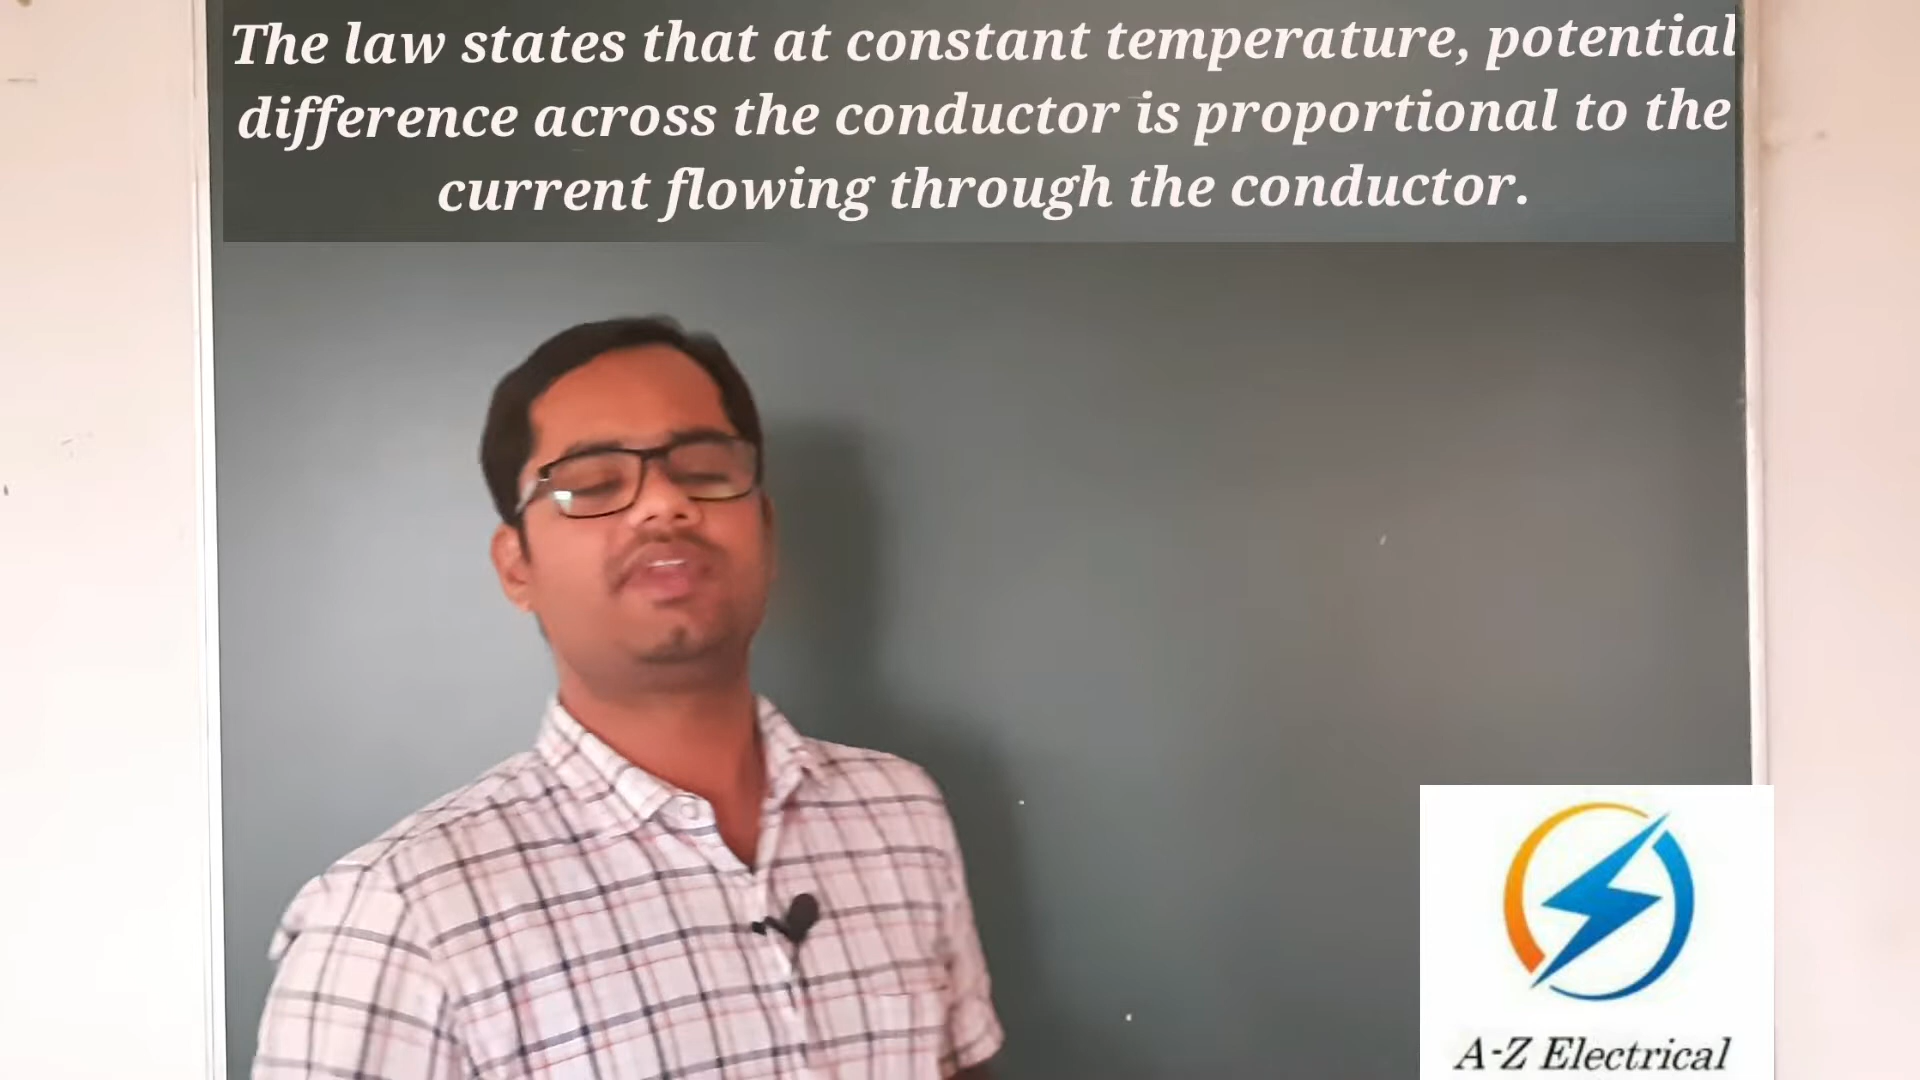 The law states that at constant temperature, potential
difference across the conductor is proportional to the
current flowing through the conductor.
A-Z Electrical